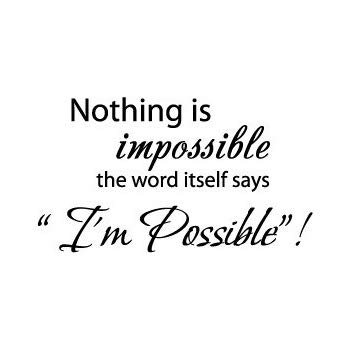 Nothing is
impossible
the word itself says
“I'm Possible”!